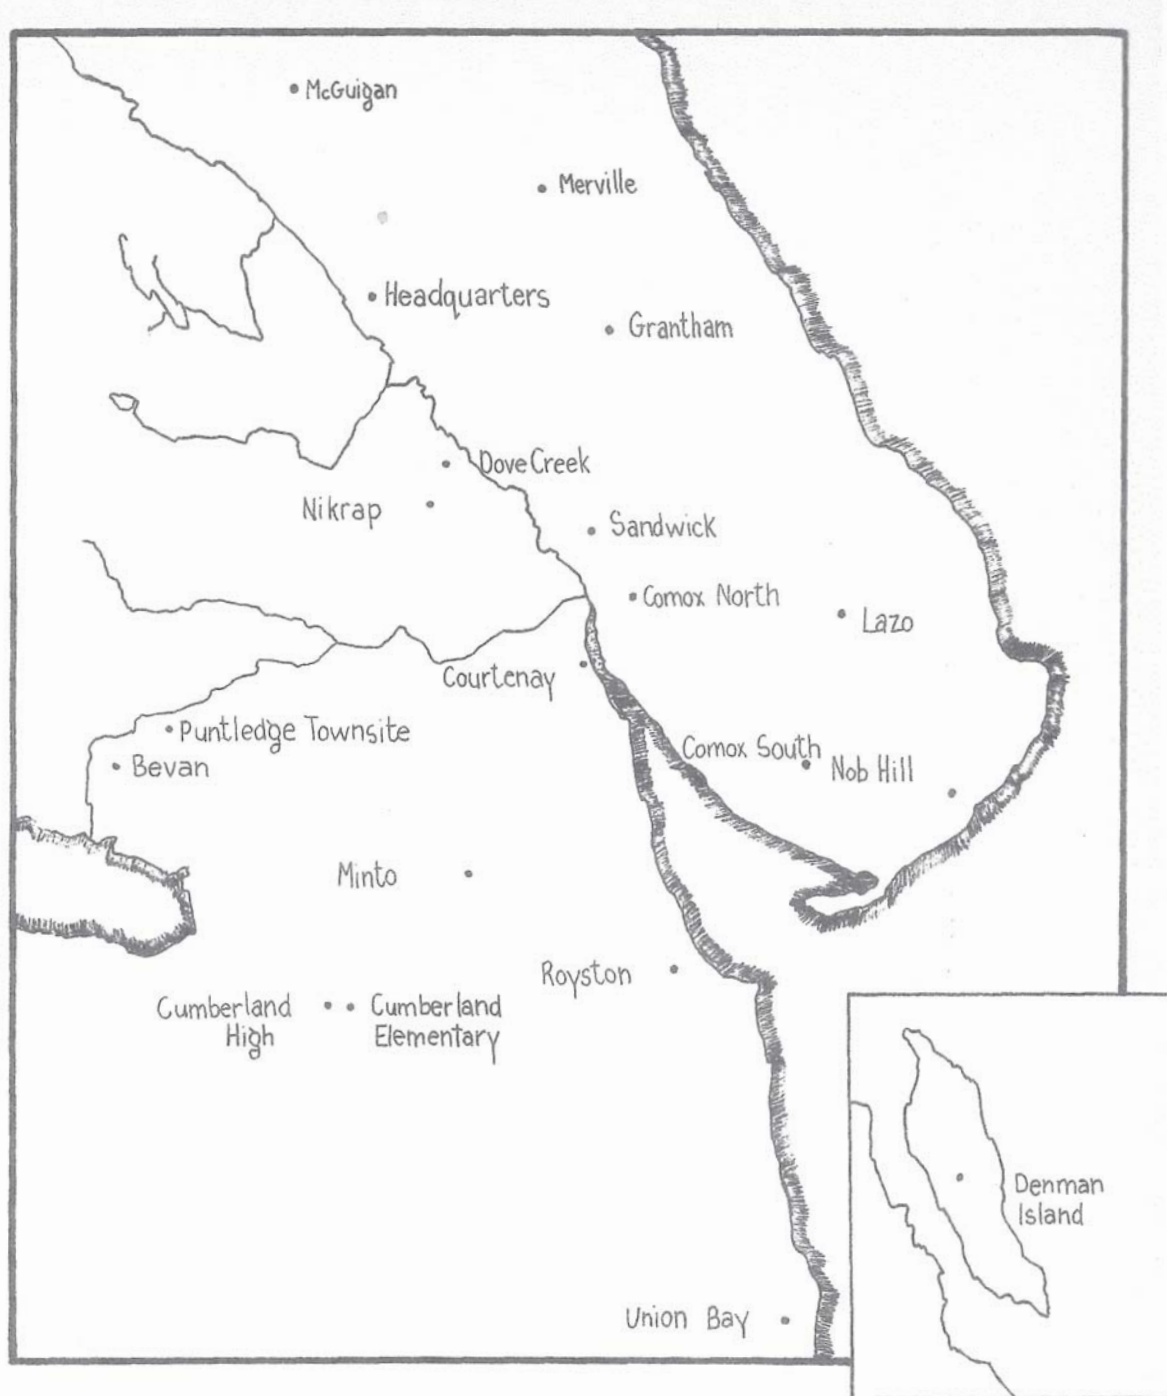 McGuigan
Merville
Headquarters
Grantham
Dove Creek
Nikrap
Sandwick
Comox North
Lazo
Courtenay
Puntledge Townsite
Comox South
Bevan
Nob Hill
Minto
Royston
Cumberland
High
Cumberland
Elementary
Denman
Island
Union Bay